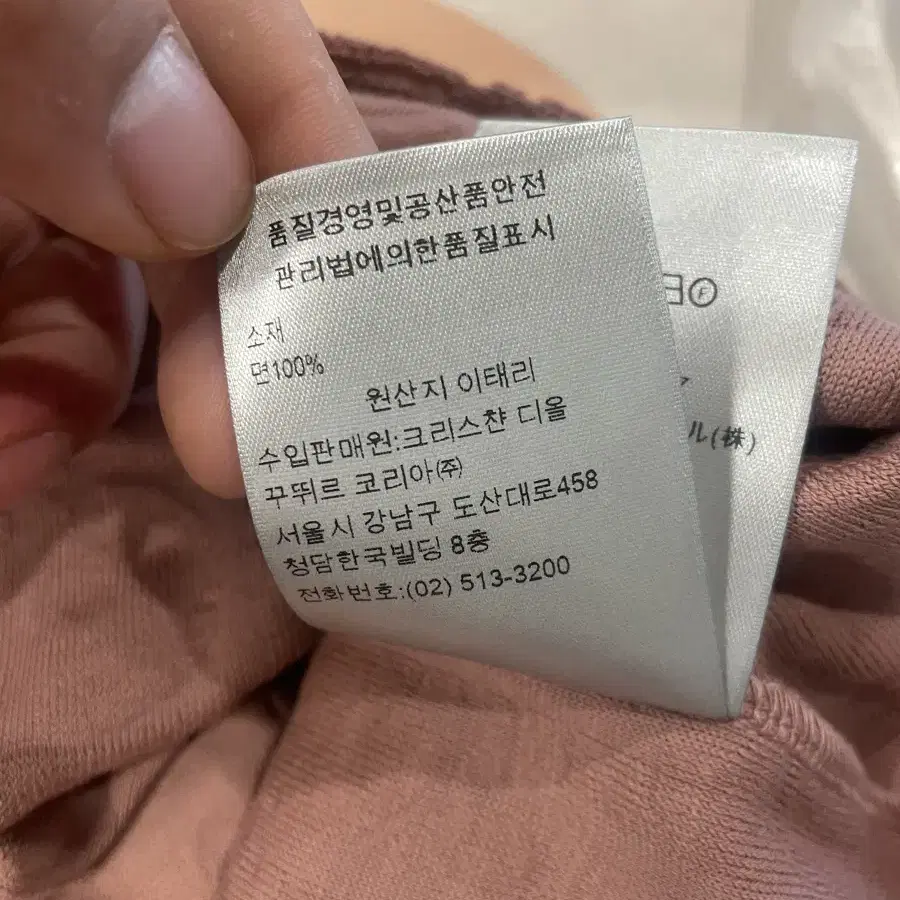 품질경영및공산품안전
관리법에의한품질표시
소재
면100%
원산지 이태리
수입판매원:크리스챤 디올
꾸뛰르 코리아㈜
서울시 강남구 도산대로458
청담한국빌딩 8층
전화번호:(02) 513-3200
F
ル(株)